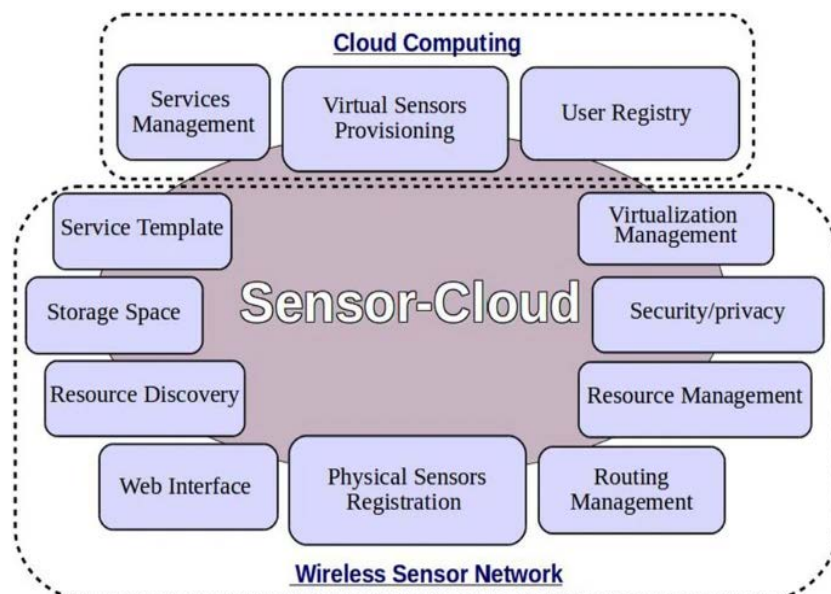 Cloud Computing
Services
Management
Virtual Sensors
Provisioning
User Registry
Service Template
Virtualization
Management
Storage Space
Sensor-Cloud
Security/privacy
Resource Discovery
Resource Management
Web Interface
Physical Sensors
Registration
Routing
Management
Wireless Sensor Network